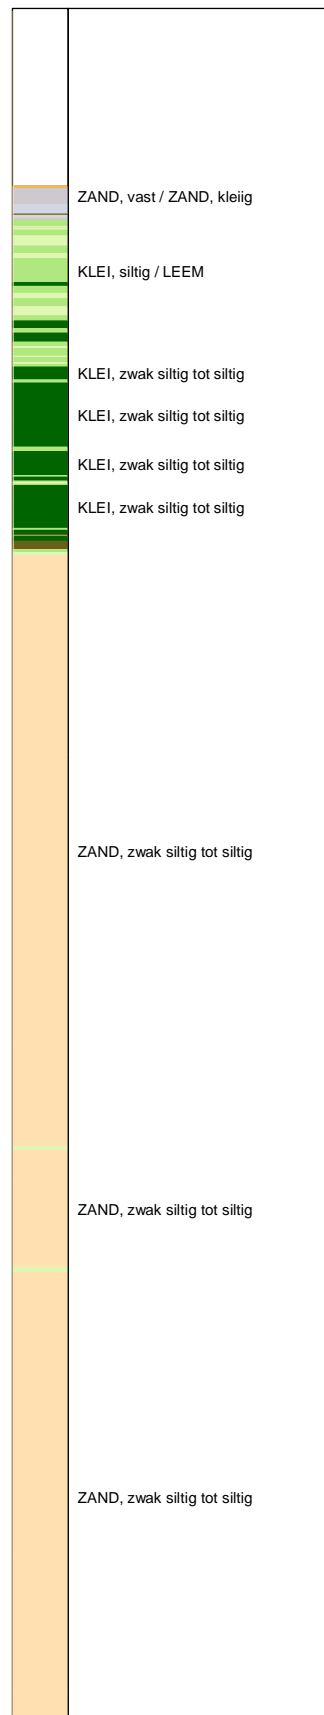 ZAND, vast / ZAND, kleiig
KLEI, siltig / LEEM
KLEI, zwak siltig tot siltig
KLEI, zwak siltig tot siltig
KLEI, zwak siltig tot siltig
KLEI, zwak siltig tot siltig
ZAND, zwak siltig tot siltig
ZAND, zwak siltig tot siltig
ZAND, zwak siltig tot siltig